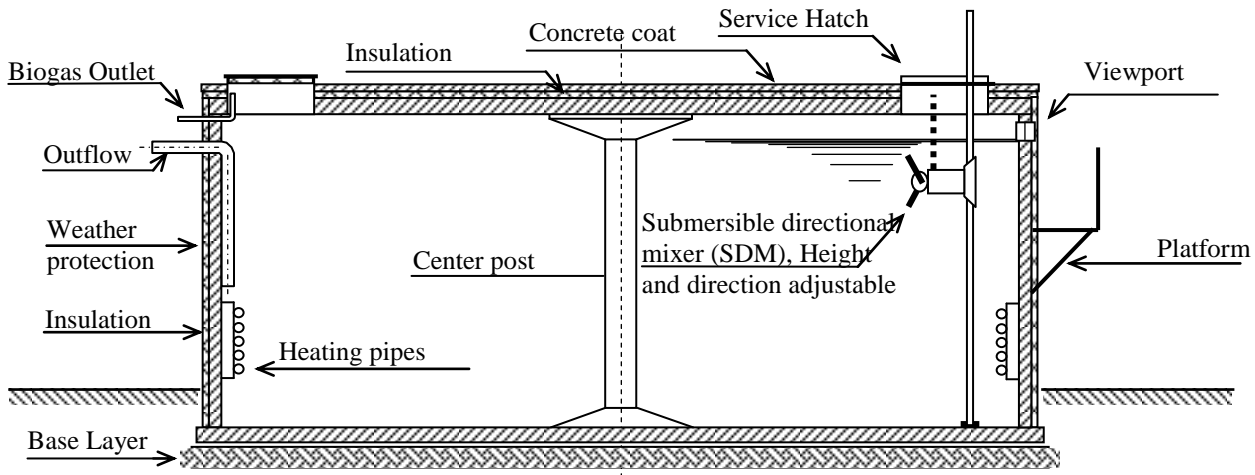 Service Hatch
Concrete coat
Insulation
Biogas Outlet
Viewport
Outflow
Submersible directional
mixer (SDM), Height
and direction adjustable
Weather
protection
Center post
Platform
Insulation
Heating pipes
Base Layer